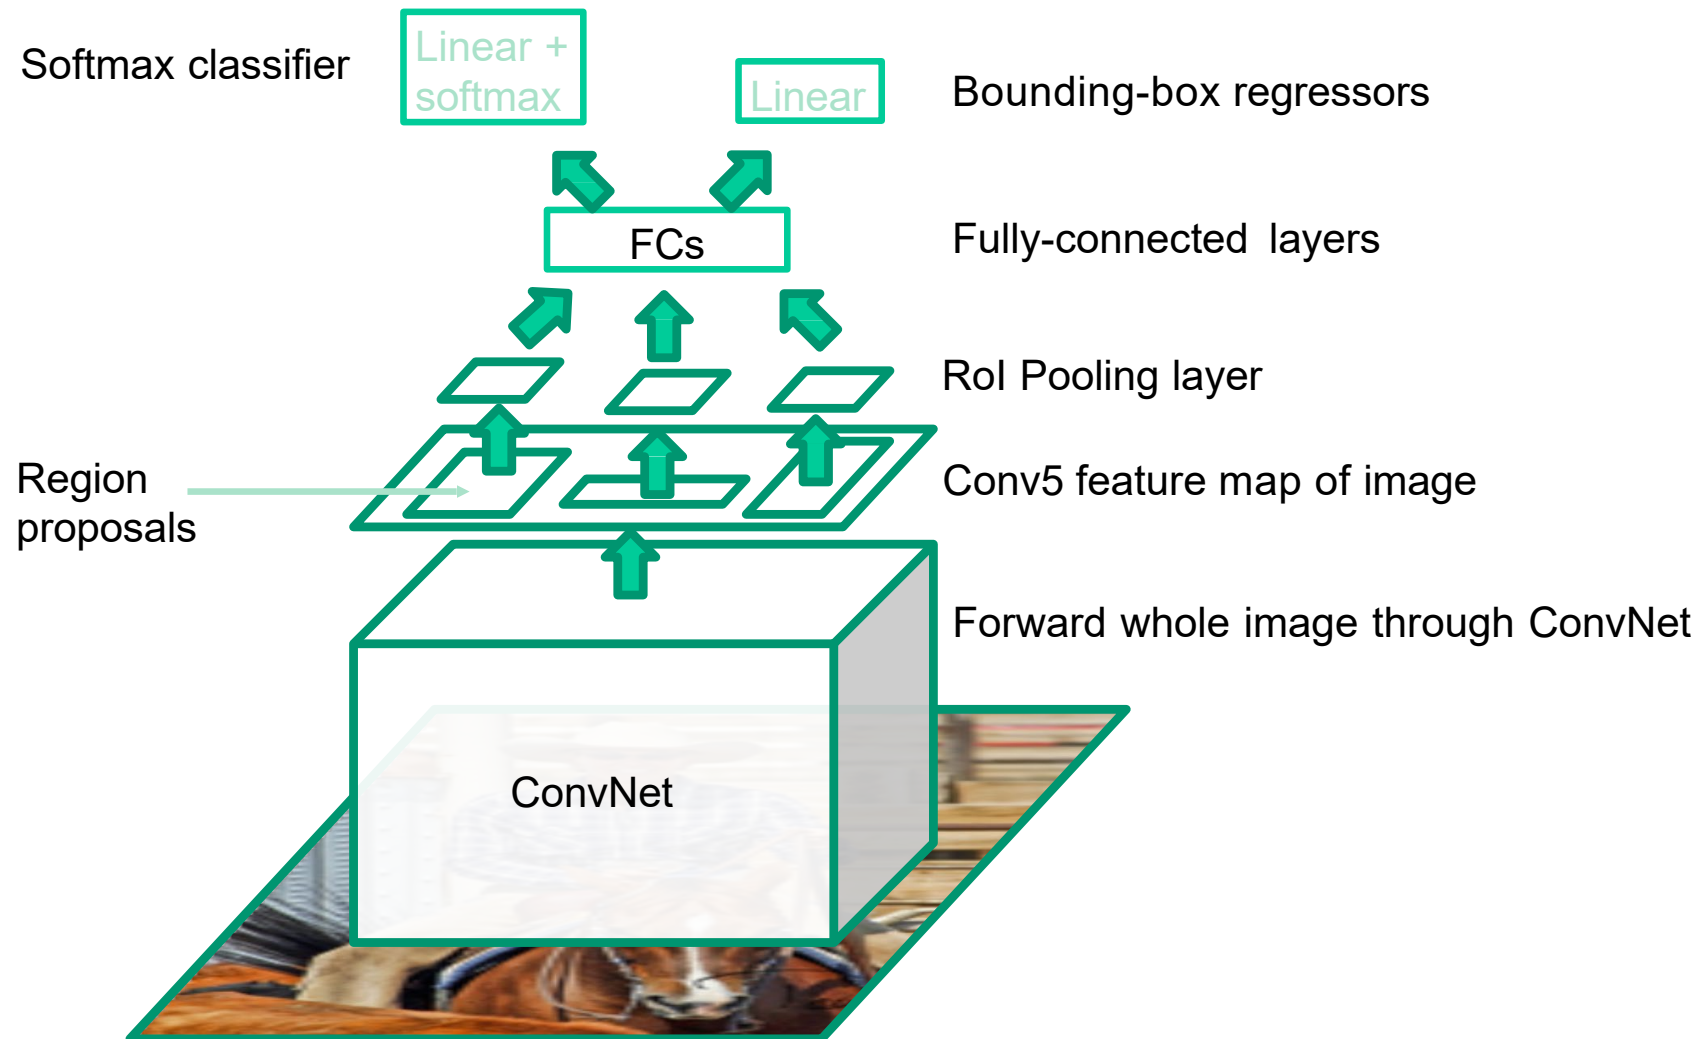 Softmax classifier
Linear +
softmax
Linear
Bounding-box regressors
FCs
Fully-connected layers
RoI Pooling layer
Region
proposals
Conv5 feature map of image
Forward whole image through ConvNet
ConvNet